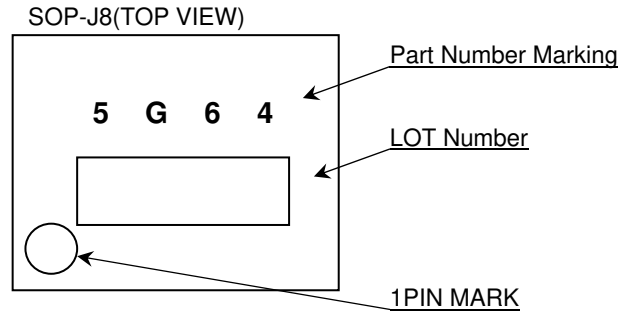 SOP-J8(TOP VIEW)
Part Number Marking
5 G 6 4
LOT Number
1PIN MARK